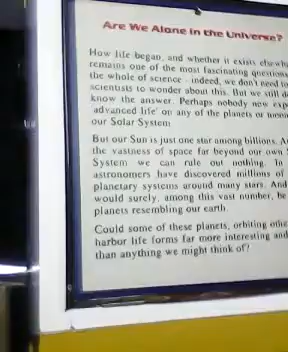 Are We Alone in the Universe?
How life began, and whether it exists
remains one of the most fascinating questions
the whole of science - indeed, we don't need to
scientists to wonder about this. But we still
know the answer. Perhaps nobody now
'advanced life' on any of the planets or
our Solar System
But our Sun is just one star among billions.
the vastness of space far beyond our own
System we can rule out nothing. In
astronomers have discovered millions of
planetary systems around many stars. And
would surely, among this vast number, be
planets resembling our earth.
Could some of these planets, orbiting
harbor life forms far more interesting and
than anything we might think of?